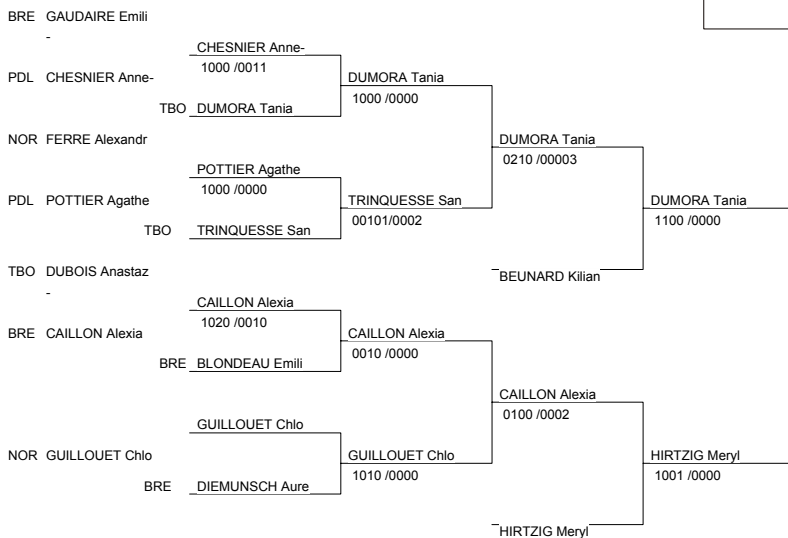 BRE GAUDAIRE Emili
-
CHESNIER Anne-
1000 /0011
PDL CHESNIER Anne-
DUMORA Tania
1000 /0000
TBO DUMORA Tania
NOR FERRE Alexandr
DUMORA Tania
0210 /00003
POTTIER Agathe
1000 /0000
PDL POTTIER Agathe
TRINQUESSE San
00101/0002
DUMORA Tania
1100 /0000
TBO TRINQUESSE San
TBO DUBOIS Anastaz
-
BEUNARD Kilian
CAILLON Alexia
1020 /0010
BRE CAILLON Alexia
CAILLON Alexia
0010 /0000
BRE BLONDEAU Emili
CAILLON Alexia
0100 /0002
GUILLOUET Chlo
NOR GUILLOUET Chlo
GUILLOUET Chlo
1010 /0000
HIRTZIG Meryl
1001 /0000
BRE DIEMUNSCH Aure
HIRTZIG Meryl